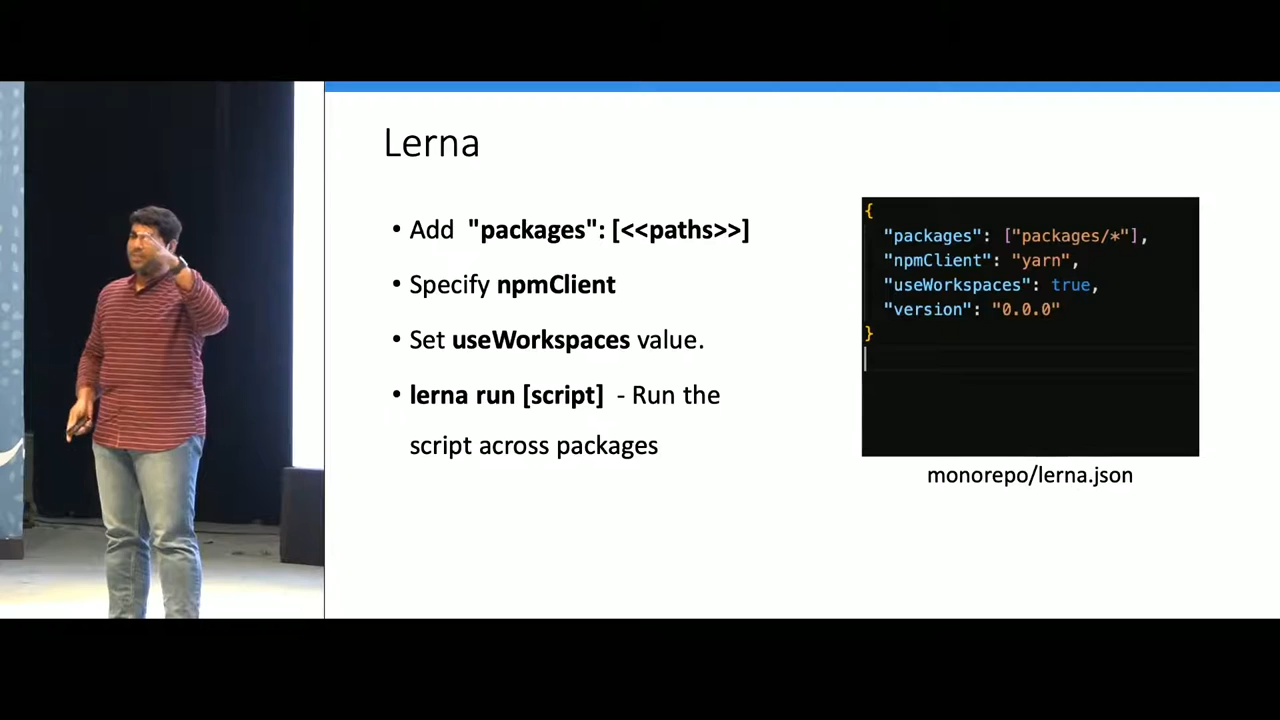 Lerna
• Add "packages": [<<paths>>]
• Specify npmClient
• Set useWorkspaces value.
• lerna run [script] - Run the
script across packages
{
"packages": ["packages/*"],
"npmClient": "yarn",
"useWorkspaces": true,
"version": "0.0.0"
}
monorepo/lerna.json